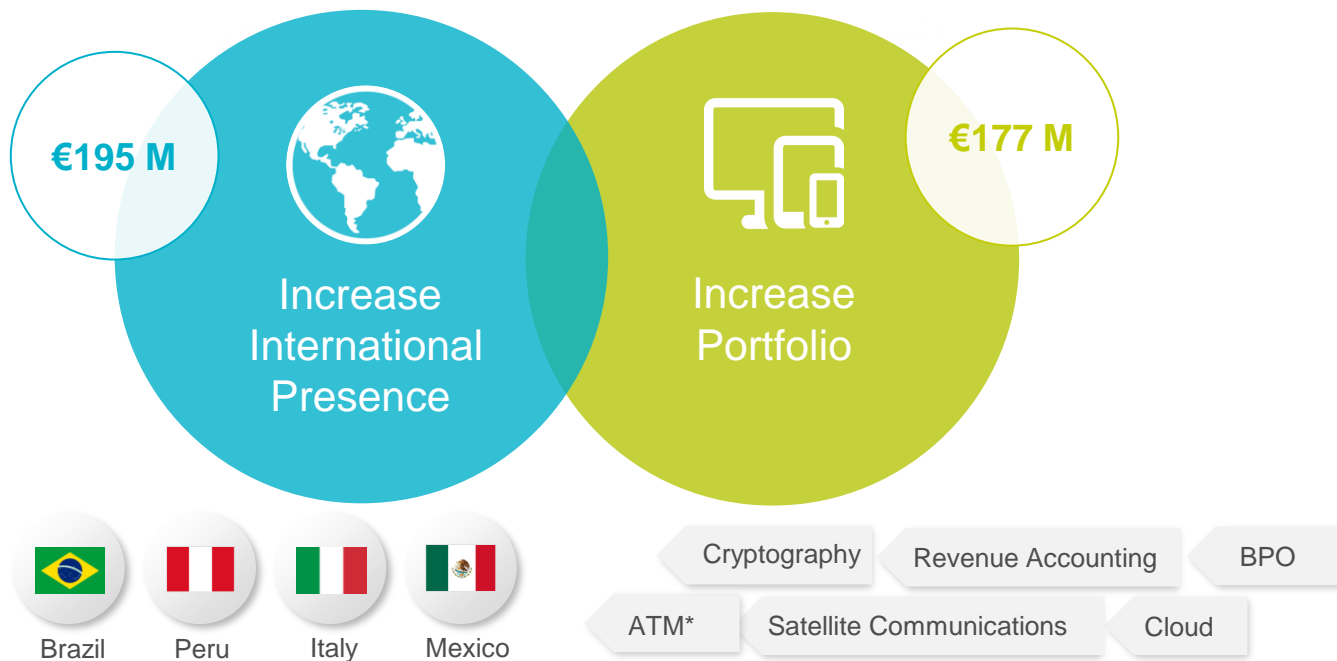 €195 M
€177 M
Increase
International
Presence
Increase
Portfolio
Brazil
Peru
Italy
Mexico
Cryptography
Revenue Accounting
BPO
ATM*
Satellite Communications
Cloud